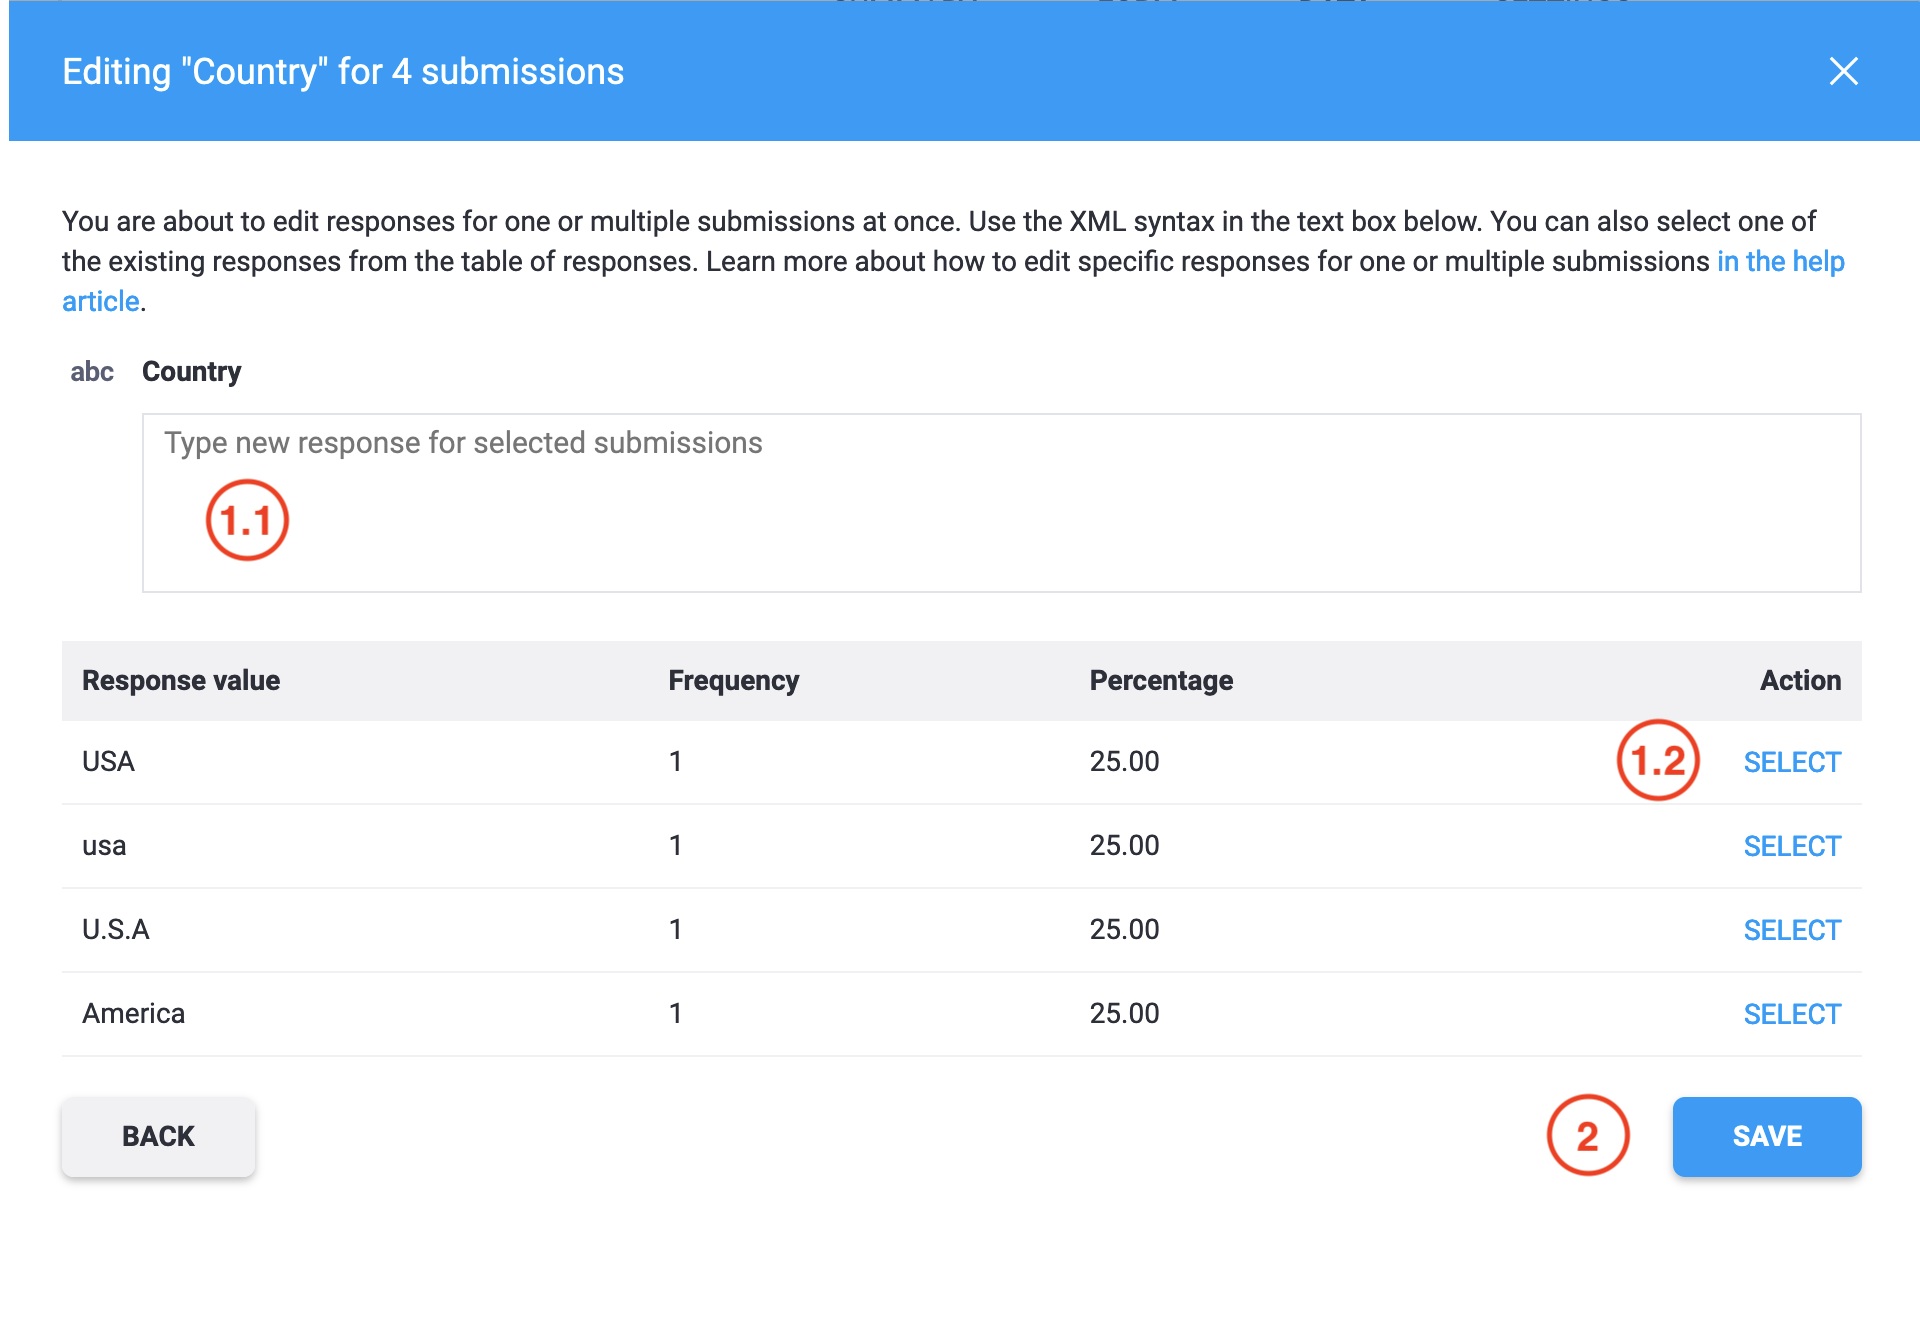 Editing "Country" for 4 submissions
You are about to edit responses for one or multiple submissions at once. Use the XML syntax in the text box below. You can also select one of
the existing responses from the table of responses. Learn more about how to edit specific responses for one or multiple submissions in the help
article.
abc Country
Type new response for selected submissions
1.1
Response value Frequency Percentage Action
USA 1 25.00 1.2 SELECT
usa 1 25.00 SELECT
U.S.A 1 25.00 SELECT
America 1 25.00 SELECT
BACK 2 SAVE